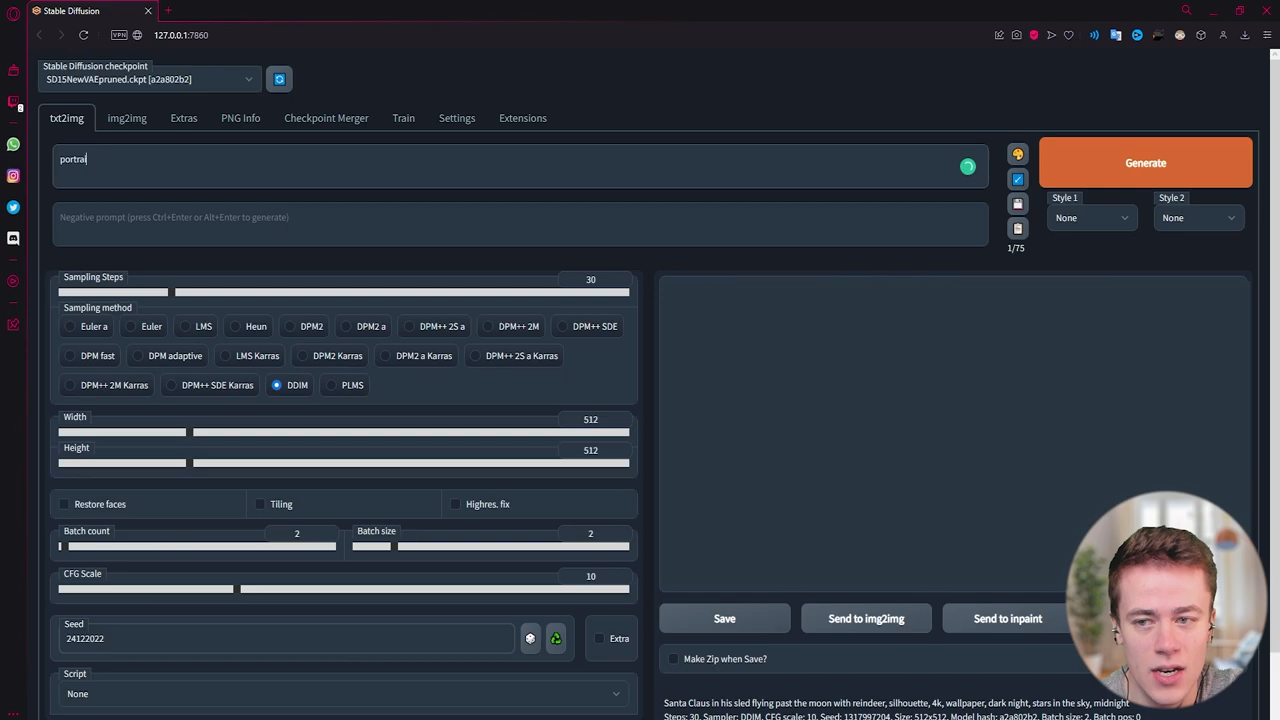 Stable Diffusion
VPN
127.0.0.1:7860
2
Stable Diffusion checkpoint
SD15NewVAEpruned.ckpt [a2a802b2]
txt2img
img2img
Extras
PNG Info
Checkpoint Merger
Train
Settings
Extensions
portrai
Negative prompt (press Ctrl+Enter or Alt+Enter to generate)
1/75
Generate
Style 1
Style 2
None
None
Sampling Steps
30
Sampling method
Euler a
Euler
LMS
Heun
DPM2
DPM2 a
DPM++ 2S a
DPM++ 2M
DPM++ SDE
DPM fast
DPM adaptive
LMS Karras
DPM2 Karras
DPM2 a Karras
DPM++ 2S a Karras
DPM++ 2M Karras
DPM++ SDE Karras
DDIM
PLMS
Width
512
Height
512
Restore faces
Tiling
Highres. fix
Batch count
2
Batch size
2
CFG Scale
10
Seed
24122022
Extra
Script
None
Save
Send to img2img
Send to inpaint
Make Zip when Save?
Santa Claus in his sled flying past the moon with reindeer, silhouette, 4k, wallpaper, dark night, stars in the sky, midnight
Steps: 30, Sampler: DDIM, CFG scale: 10, Seed: 1317997204, Size: 512x512, Model hash: a2a802b2, Batch size: 2, Batch pos: 0